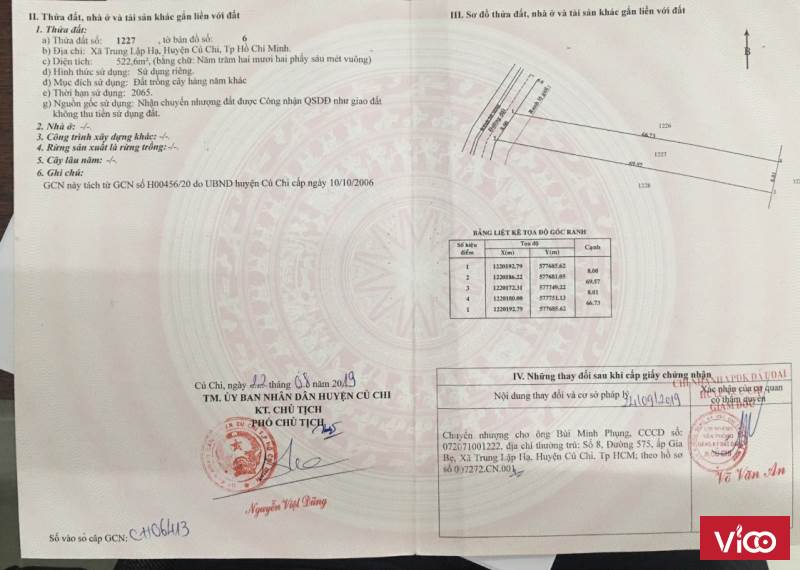 II. Thửa đất, nhà ở và tài sản khác gắn liền với đất
1. Thửa đất:
a) Thửa đất số: 1227 , tờ bản đồ số: 6
b) Địa chỉ: Xã Trung Lập Hạ, Huyện Củ Chi, Tp Hồ Chí Minh.
c) Diện tích: 522,6m², (bằng chữ: Năm trăm hai mươi hai phẩy sáu mét vuông)
d) Hình thức sử dụng: Sử dụng riêng.
đ) Mục đích sử dụng: Đất trồng cây hàng năm khác
e) Thời hạn sử dụng: 2065.
g) Nguồn gốc sử dụng: Nhận chuyển nhượng đất được Công nhận QSDĐ như giao đất
không thu tiền sử dụng đất.
2. Nhà ở: -/-.
3. Công trình xây dựng khác: -/-.
4. Rừng sản xuất là rừng trồng: -/-.
5. Cây lâu năm: -/-.
6. Ghi chú:
GCN này tách từ GCN số H00456/20 do UBND huyện Củ Chi cấp ngày 10/10/2006
Củ Chi, ngày 22 tháng 08 năm 2019
TM. ỦY BAN NHÂN DÂN HUYỆN CỦ CHI
KT. CHỦ TỊCH
PHÓ CHỦ TỊCH
Nguyễn Việt Dũng
Số vào sổ cấp GCN: CH06413
III. Sơ đồ thửa đất, nhà ở và tài sản khác gắn liền với đất
B
1226
66.73
1227
69.57
1228
8.01
BẢNG LIỆT KÊ TỌA ĐỘ GÓC RANH
Số hiệu điểm Tọa độ Cạnh
X(m) Y(m)
1 1220192.79 577685.62
8.00
2 1220186.22 577681.05
69.57
3 1220172.31 577749.22
8.01
4 1220180.00 577751.13
66.73
1 1220192.79 577685.62
IV. Những thay đổi sau khi cấp giấy chứng nhận
Nội dung thay đổi và cơ sở pháp lý
Xác nhận của cơ quan
có thẩm quyền
24/09/2019
GIÁM ĐỐC
Chuyển nhượng cho ông Bùi Minh Phụng, CCCD số:
072071001222, địa chỉ thường trú: Số 8, Đường 575, ấp Gia
Bẹ, Xã Trung Lập Hạ, Huyện Củ Chi, Tp HCM; theo hồ sơ
số 007272.CN.001
Võ Văn An
Vico